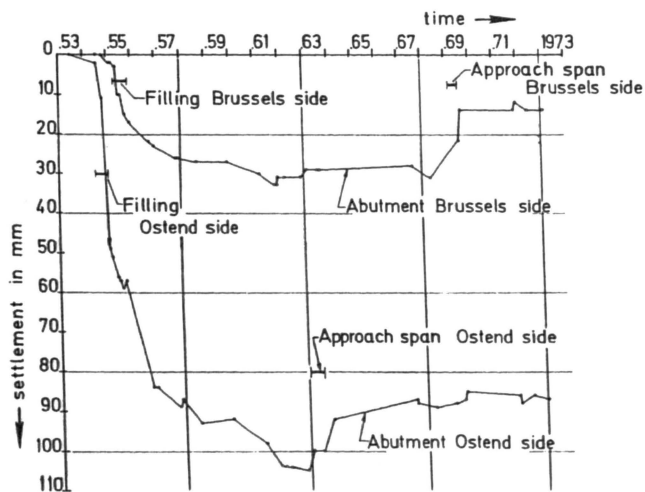 time
.53 .55 .57 .59 .61 .63 .65 .67 .69 .71 1973
0
10
20
30
40
50
60
70
80
90
100
110
settlement in mm
Approach span
Brussels side
Filling Brussels side
Filling
Ostend side
Abutment Brussels side
Approach span Ostend side
Abutment Ostend side